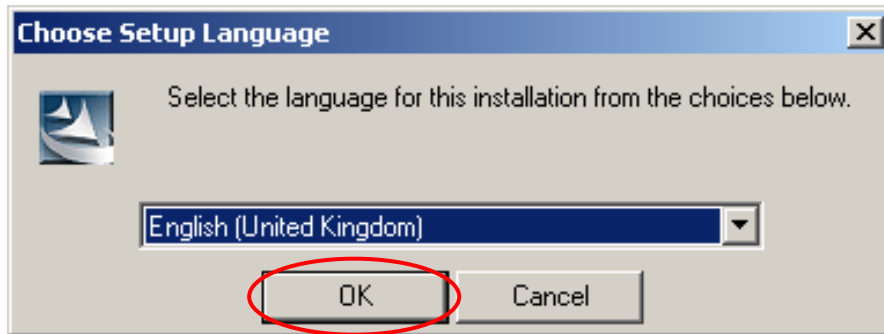 Choose Setup Language
Select the language for this installation from the choices below.
English (United Kingdom)
OK Cancel